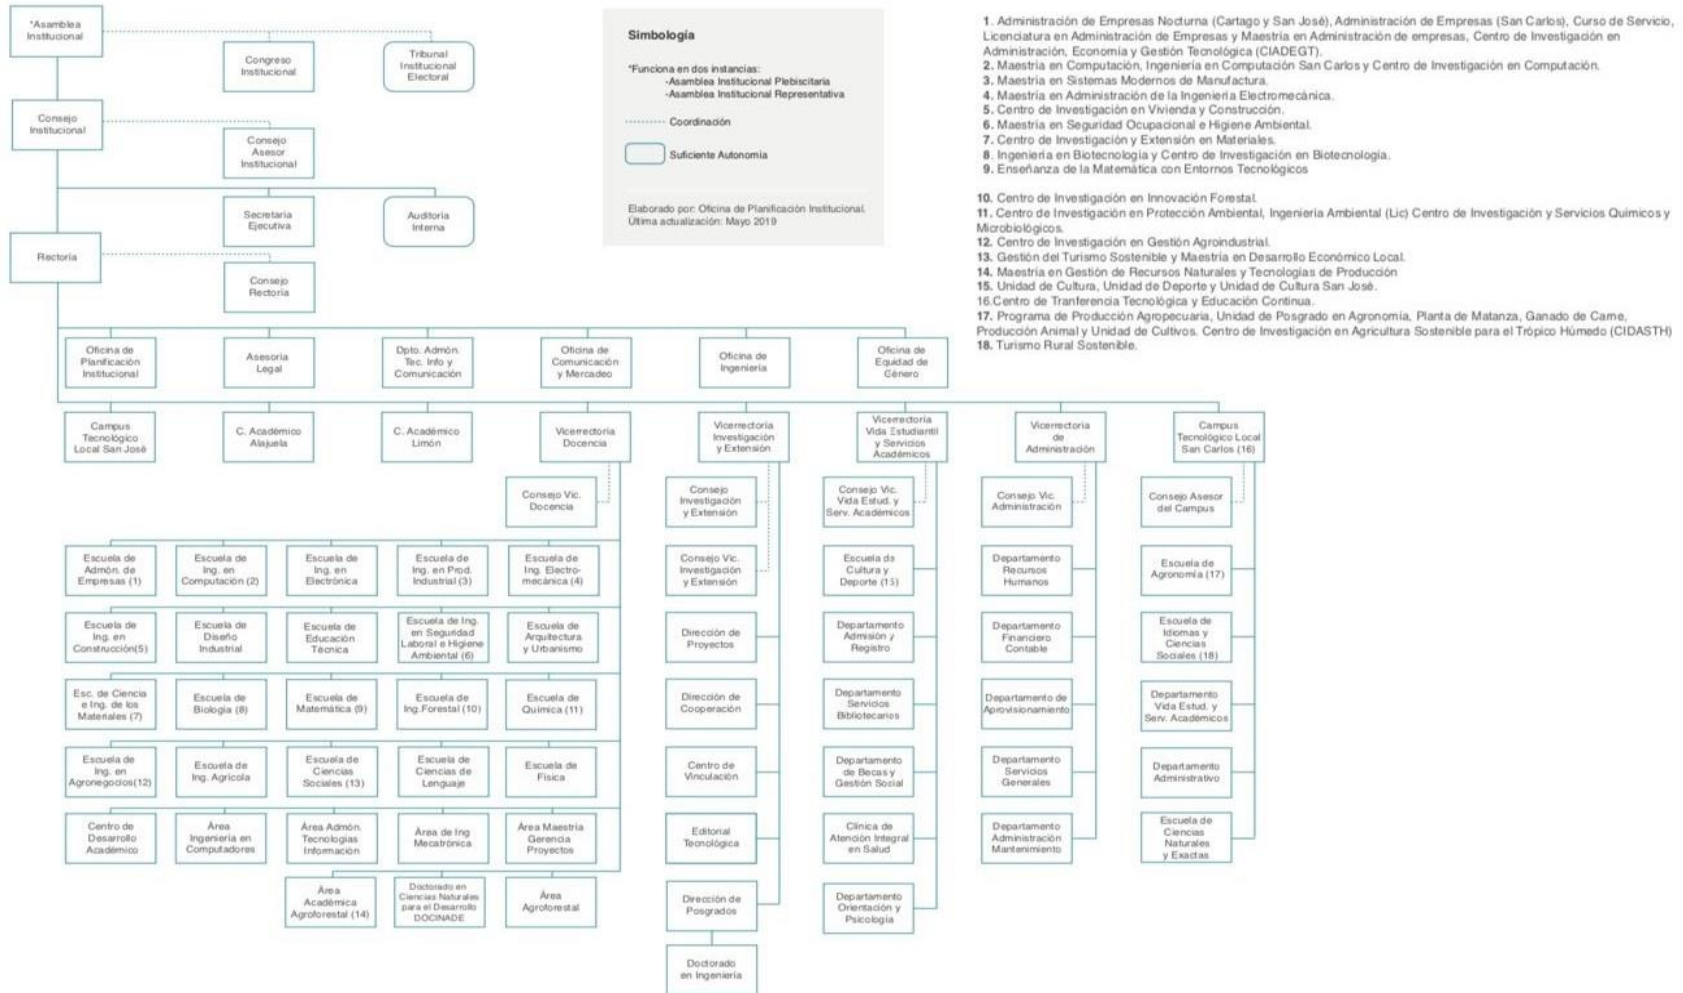 *Asamblea
Institucional
Congreso
Institucional
Tribunal
Institucional
Electoral
Consejo
Institucional
Consejo
Asesor
Institucional
Secretaria
Ejecutiva
Auditoria
Interna
Rectoría
Consejo
Rectoría
Simbología
*Funciona en dos instancias:
-Asamblea Institucional Plebiscitaria
-Asamblea Institucional Representativa
Coordinación
Suficiente Autonomía
Elaborado por: Oficina de Planificación Institucional.
Última actualización: Mayo 2019
1. Administración de Empresas Nocturna (Cartago y San José), Administración de Empresas (San Carlos), Curso de Servicio,
Licenciatura en Administración de Empresas y Maestría en Administración de empresas, Centro de Investigación en
Administración, Economía y Gestión Tecnológica (CIADEGT).
2. Maestría en Computación, Ingeniería en Computación San Carlos y Centro de Investigación en Computación.
3. Maestría en Sistemas Modernos de Manufactura.
4. Maestría en Administración de la Ingeniería Electromecánica.
5. Centro de Investigación en Vivienda y Construcción.
6. Maestría en Seguridad Ocupacional e Higiene Ambiental.
7. Centro de Investigación y Extensión en Materiales.
8. Ingeniería en Biotecnología y Centro de Investigación en Biotecnología.
9. Enseñanza de la Matemática con Entornos Tecnológicos
10. Centro de Investigación en Innovación Forestal.
11. Centro de Investigación en Protección Ambiental, Ingeniería Ambiental (Lic) Centro de Investigación y Servicios Químicos y
Microbiológicos.
12. Centro de Investigación en Gestión Agroindustrial.
13. Gestión del Turismo Sostenible y Maestría en Desarrollo Económico Local.
14. Maestría en Gestión de Recursos Naturales y Tecnologías de Producción
15. Unidad de Cultura, Unidad de Deporte y Unidad de Cultura San José.
16.Centro de Tranferencia Tecnológica y Educación Continua.
17. Programa de Producción Agropecuaria, Unidad de Posgrado en Agronomía, Planta de Matanza, Ganado de Carne,
Producción Animal y Unidad de Cultivos. Centro de Investigación en Agricultura Sostenible para el Trópico Húmedo (CIDASTH)
18. Turismo Rural Sostenible.
Oficina de
Planificación
Institucional
Asesoría
Legal
Dpto. Admón.
Tec. Info y
Comunicación
Oficina de
Comunicación
y Mercadeo
Oficina de
Ingeniería
Oficina de
Equidad de
Género
Campus
Tecnológico
Local San José
C. Académico
Alajuela
C. Académico
Limón
Vicerrectoría
Docencia
Vicerrectoría
Investigación
y Extensión
Vicerrectoría
Vida Estudiantil
y Servicios
Académicos
Vicerrectoría
de
Administración
Campus
Tecnológico Local
San Carlos (16)
Consejo Vic.
Docencia
Consejo
Investigación
y Extensión
Consejo Vic.
Vida Estud. y
Serv. Académicos
Consejo Vic.
Administración
Consejo Asesor
del Campus
Escuela de
Admón. de
Empresas (1)
Escuela de
Ing. en
Computación (2)
Escuela de
Ing. en
Electrónica
Escuela de
Ing. en Prod.
Industrial (3)
Escuela de
Ing. Electro-
mecánica (4)
Consejo Vic.
Investigación
y Extensión
Escuela de
Cultura y
Deporte (15)
Departamento
Recursos
Humanos
Escuela de
Agronomía (17)
Escuela de
Ing. en
Construcción(5)
Escuela de
Diseño
Industrial
Escuela de
Educación
Técnica
Escuela de Ing.
en Seguridad
Laboral e Higiene
Ambiental (6)
Escuela de
Arquitectura
y Urbanismo
Dirección de
Proyectos
Departamento
Admisión y
Registro
Departamento
Financiero
Contable
Escuela de
Idiomas y
Ciencias
Sociales (18)
Esc. de Ciencia
e Ing. de los
Materiales (7)
Escuela de
Biología (8)
Escuela de
Matemática (9)
Escuela de
Ing.Forestal (10)
Escuela de
Química (11)
Dirección de
Cooperación
Departamento
Servicios
Bibliotecarios
Departamento de
Aprovisionamiento
Departamento
Vida Estud. y
Serv. Académicos
Escuela de
Ing. en
Agronegocios(12)
Escuela de
Ing. Agrícola
Escuela de
Ciencias
Sociales (13)
Escuela de
Ciencias de
Lenguaje
Escuela de
Física
Centro de
Vinculación
Departamento
de Becas y
Gestión Social
Departamento
Servicios
Generales
Departamento
Administrativo
Centro de
Desarrollo
Académico
Área
Ingeniería en
Computadores
Área Admón.
Tecnologías
Información
Área de Ing
Mecatrónica
Área Maestría
Gerencia
Proyectos
Editorial
Tecnológica
Clínica de
Atención Integral
en Salud
Departamento
Administración
Mantenimiento
Escuela de
Ciencias
Naturales
y Exactas
Área
Académica
Agroforestal (14)
Doctorado en
Ciencias Naturales
para el Desarrollo
DOCINADE
Área
Agroforestal
Dirección de
Posgrados
Departamento
Orientación y
Psicología
Doctorado
en Ingeniería